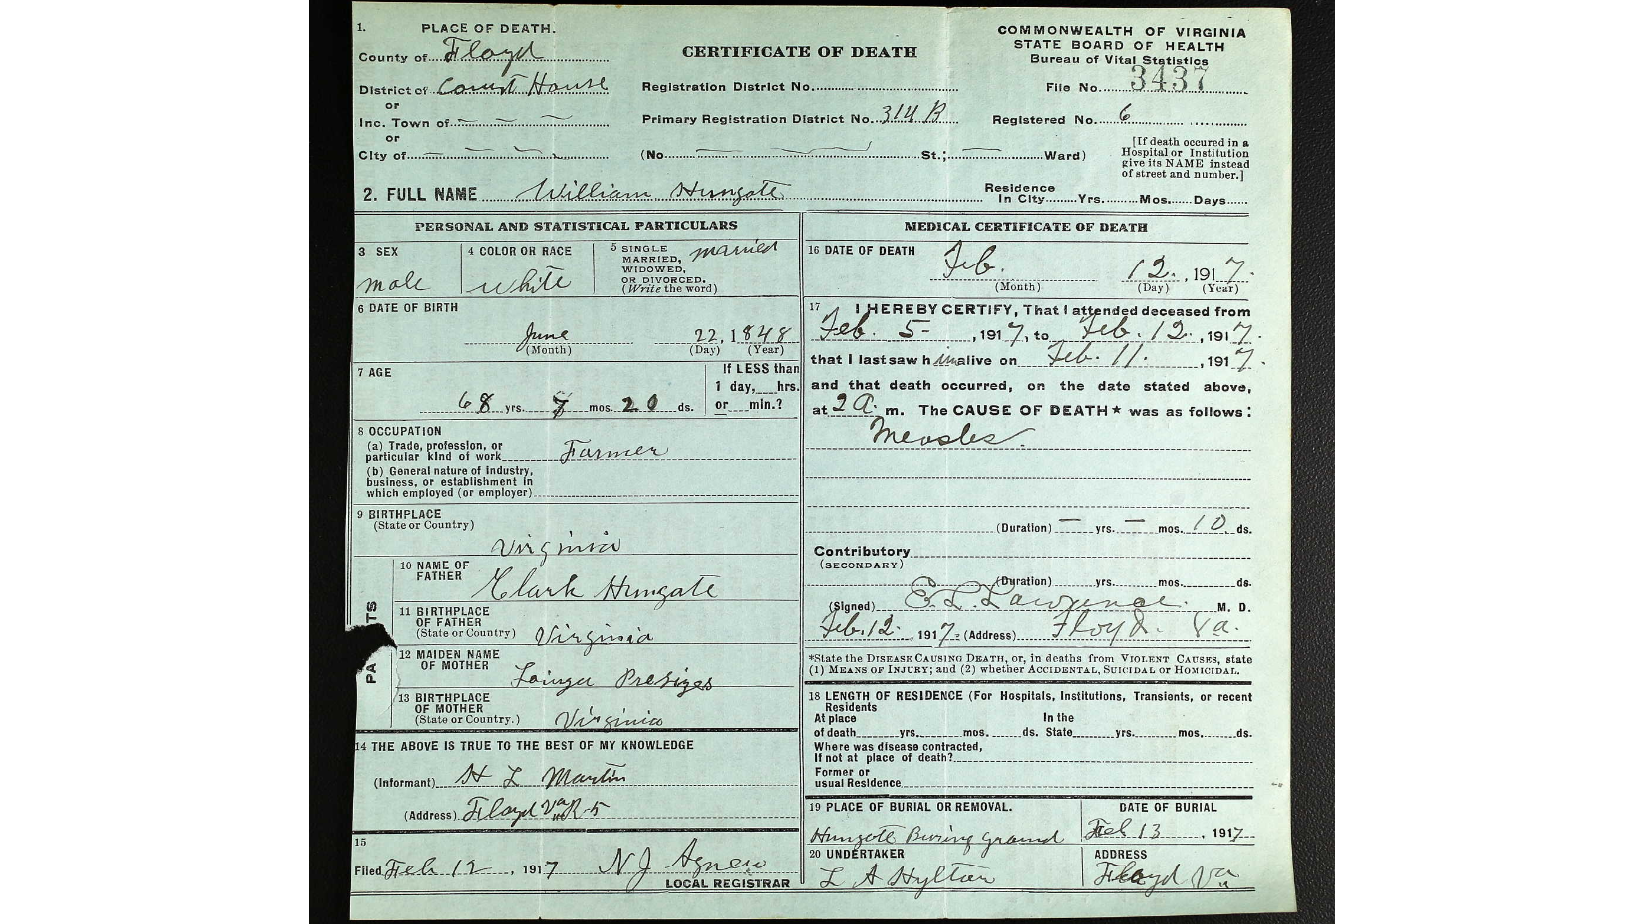 1. PLACE OF DEATH.
County of Floyd
District of Court House
or
Inc. Town of
or
City of
CERTIFICATE OF DEATH
Registration District No.
Primary Registration District No. 314 B
(No. St.; Ward)
COMMONWEALTH OF VIRGINIA
STATE BOARD OF HEALTH
Bureau of Vital Statistics
File No. 3437
Registered No. 6
[If death occured in a
Hospital or Institution
give its NAME instead
of street and number.]
2. FULL NAME William Hungate
Residence
In City Yrs. Mos. Days
PERSONAL AND STATISTICAL PARTICULARS
3 SEX
male
4 COLOR OR RACE
white
5 SINGLE
MARRIED,
WIDOWED,
OR DIVORCED.
(Write the word)
married
6 DATE OF BIRTH
June 22, 1848
(Month) (Day) (Year)
7 AGE
68 yrs. mos. 20 ds.
If LESS than
1 day, hrs.
or min.?
8 OCCUPATION
(a) Trade, profession, or
particular kind of work Farmer
(b) General nature of industry,
business, or establishment in
which employed (or employer)
9 BIRTHPLACE
(State or Country)
Virginia
PA TS
10 NAME OF
FATHER Clark Hungate
11 BIRTHPLACE
OF FATHER
(State or Country) Virginia
12 MAIDEN NAME
OF MOTHER
13 BIRTHPLACE
OF MOTHER
(State or Country.) Virginia
14 THE ABOVE IS TRUE TO THE BEST OF MY KNOWLEDGE
(Informant) H L Martin
(Address) Floyd Va R-5
15
Filed Feb 12, 1917 N J Agnew
LOCAL REGISTRAR
MEDICAL CERTIFICATE OF DEATH
16 DATE OF DEATH
Feb. 12., 1917.
(Month) (Day) (Year)
17 I HEREBY CERTIFY, That I attended deceased from
Feb. 5-, 1917, to Feb. 12., 1917.
that I last saw h im alive on Feb. 11., 1917.
and that death occurred, on the date stated above,
at 2 a. m. The CAUSE OF DEATH* was as follows:
Measles.
(Duration) — yrs. — mos. 10 ds.
Contributory
(SECONDARY)
(Duration) yrs. mos. ds.
(Signed) E. L. Lawrence. M. D.
Feb. 12. 1917. (Address) Floyd. Va.
*State the DISEASE CAUSING DEATH, or, in deaths from VIOLENT CAUSES, state
(1) MEANS OF INJURY; and (2) whether ACCIDENTAL, SUICIDAL or HOMICIDAL.
18 LENGTH OF RESIDENCE (For Hospitals, Institutions, Transients, or recent
Residents
At place In the
of death yrs. mos. ds. State yrs. mos. ds.
Where was disease contracted,
If not at place of death?
Former or
usual Residence
19 PLACE OF BURIAL OR REMOVAL.
Hungate Buring Ground
DATE OF BURIAL
Feb 13, 1917
20 UNDERTAKER
L A Hylton
ADDRESS
Floyd Va